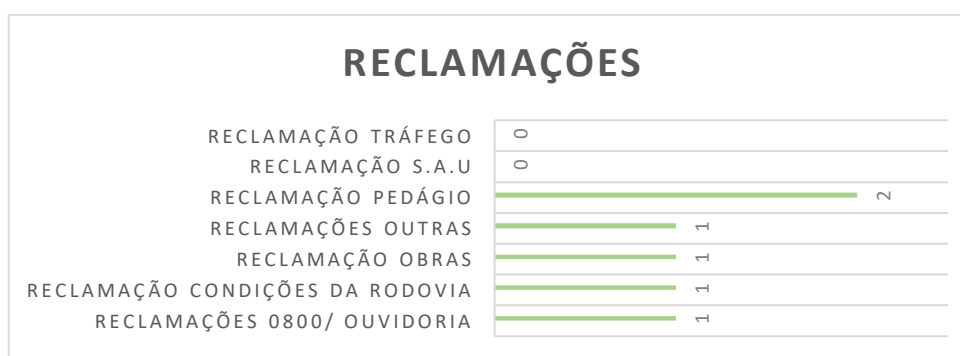 RECLAMAÇÕES
RECLAMAÇÃO TRÁFEGO 0
RECLAMAÇÃO S.A.U 0
RECLAMAÇÃO PEDÁGIO 2
RECLAMAÇÕES OUTRAS 1
RECLAMAÇÃO OBRAS 1
RECLAMAÇÃO CONDIÇÕES DA RODOVIA 1
RECLAMAÇÕES 0800/ OUVIDORIA 1